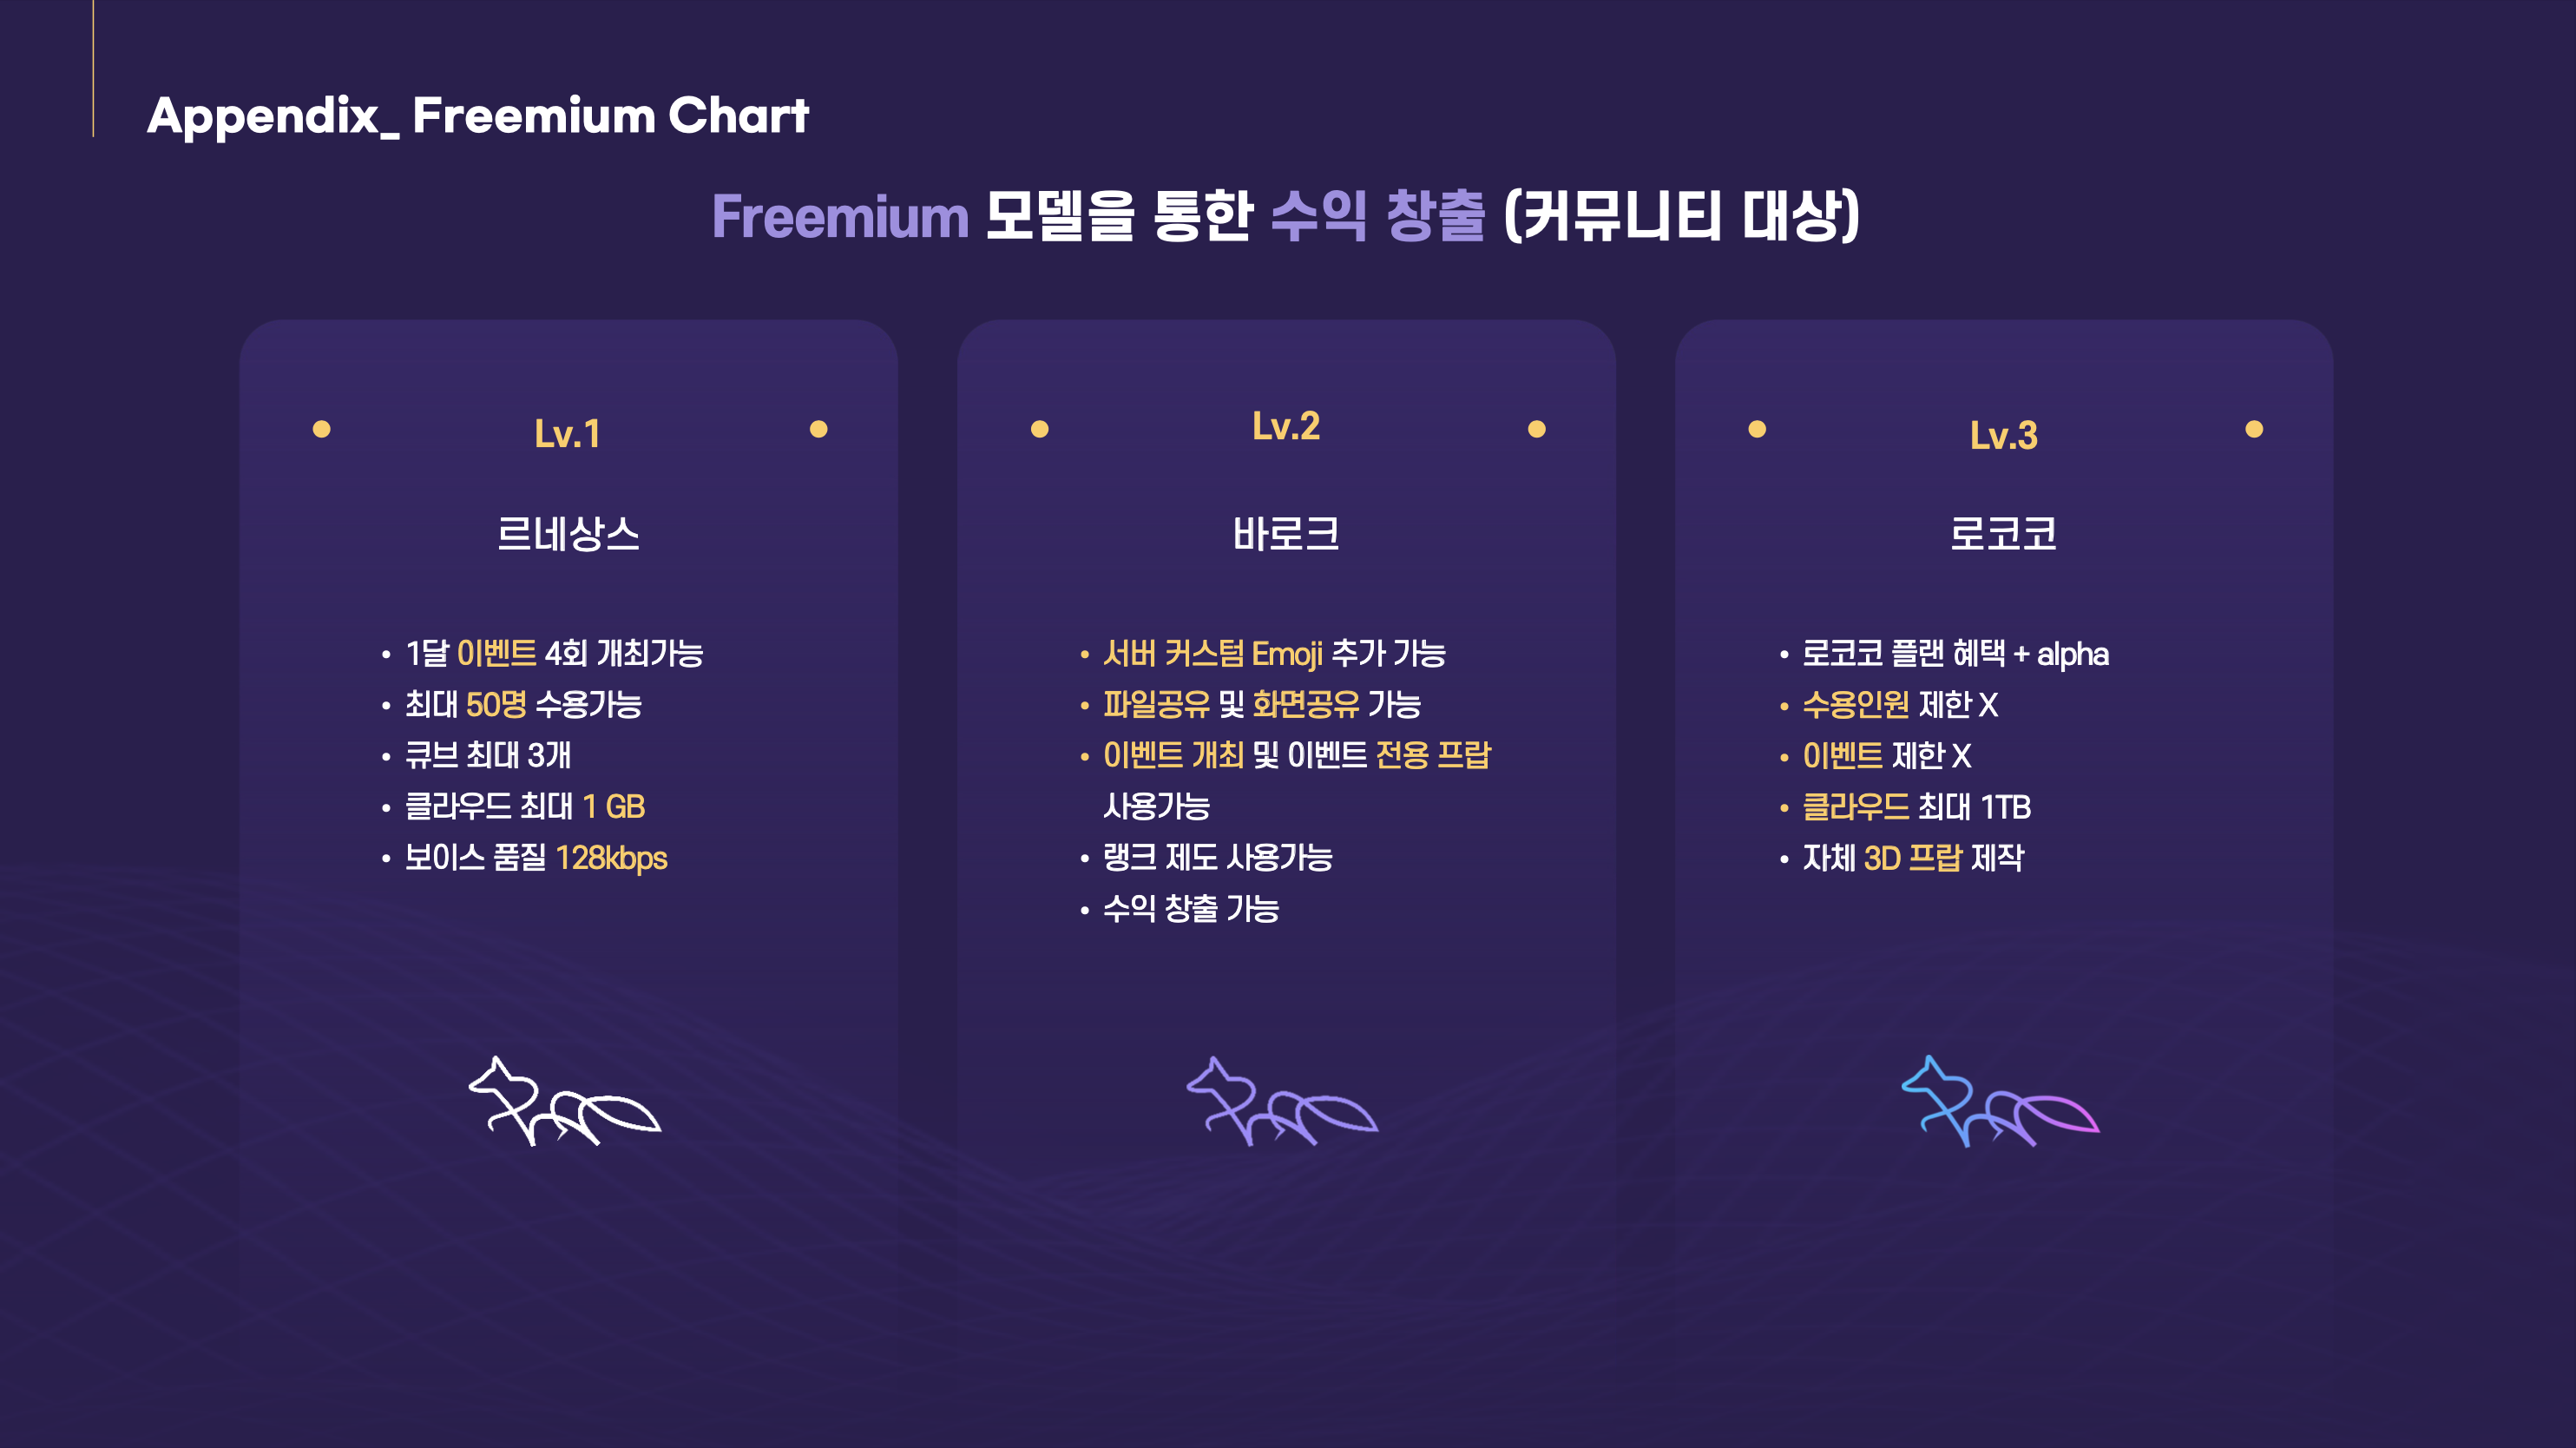 Appendix_ Freemium Chart
Freemium 모델을 통한 수익 창출 (커뮤니티 대상)
Lv.1
르네상스
• 1달 이벤트 4회 개최가능
• 최대 50명 수용가능
• 큐브 최대 3개
• 클라우드 최대 1 GB
• 보이스 품질 128kbps
Lv.2
바로크
• 서버 커스텀 Emoji 추가 가능
• 파일공유 및 화면공유 가능
• 이벤트 개최 및 이벤트 전용 프랍
사용가능
• 랭크 제도 사용가능
• 수익 창출 가능
Lv.3
로코코
• 로코코 플랜 혜택 + alpha
• 수용인원 제한 X
• 이벤트 제한 X
• 클라우드 최대 1TB
• 자체 3D 프랍 제작